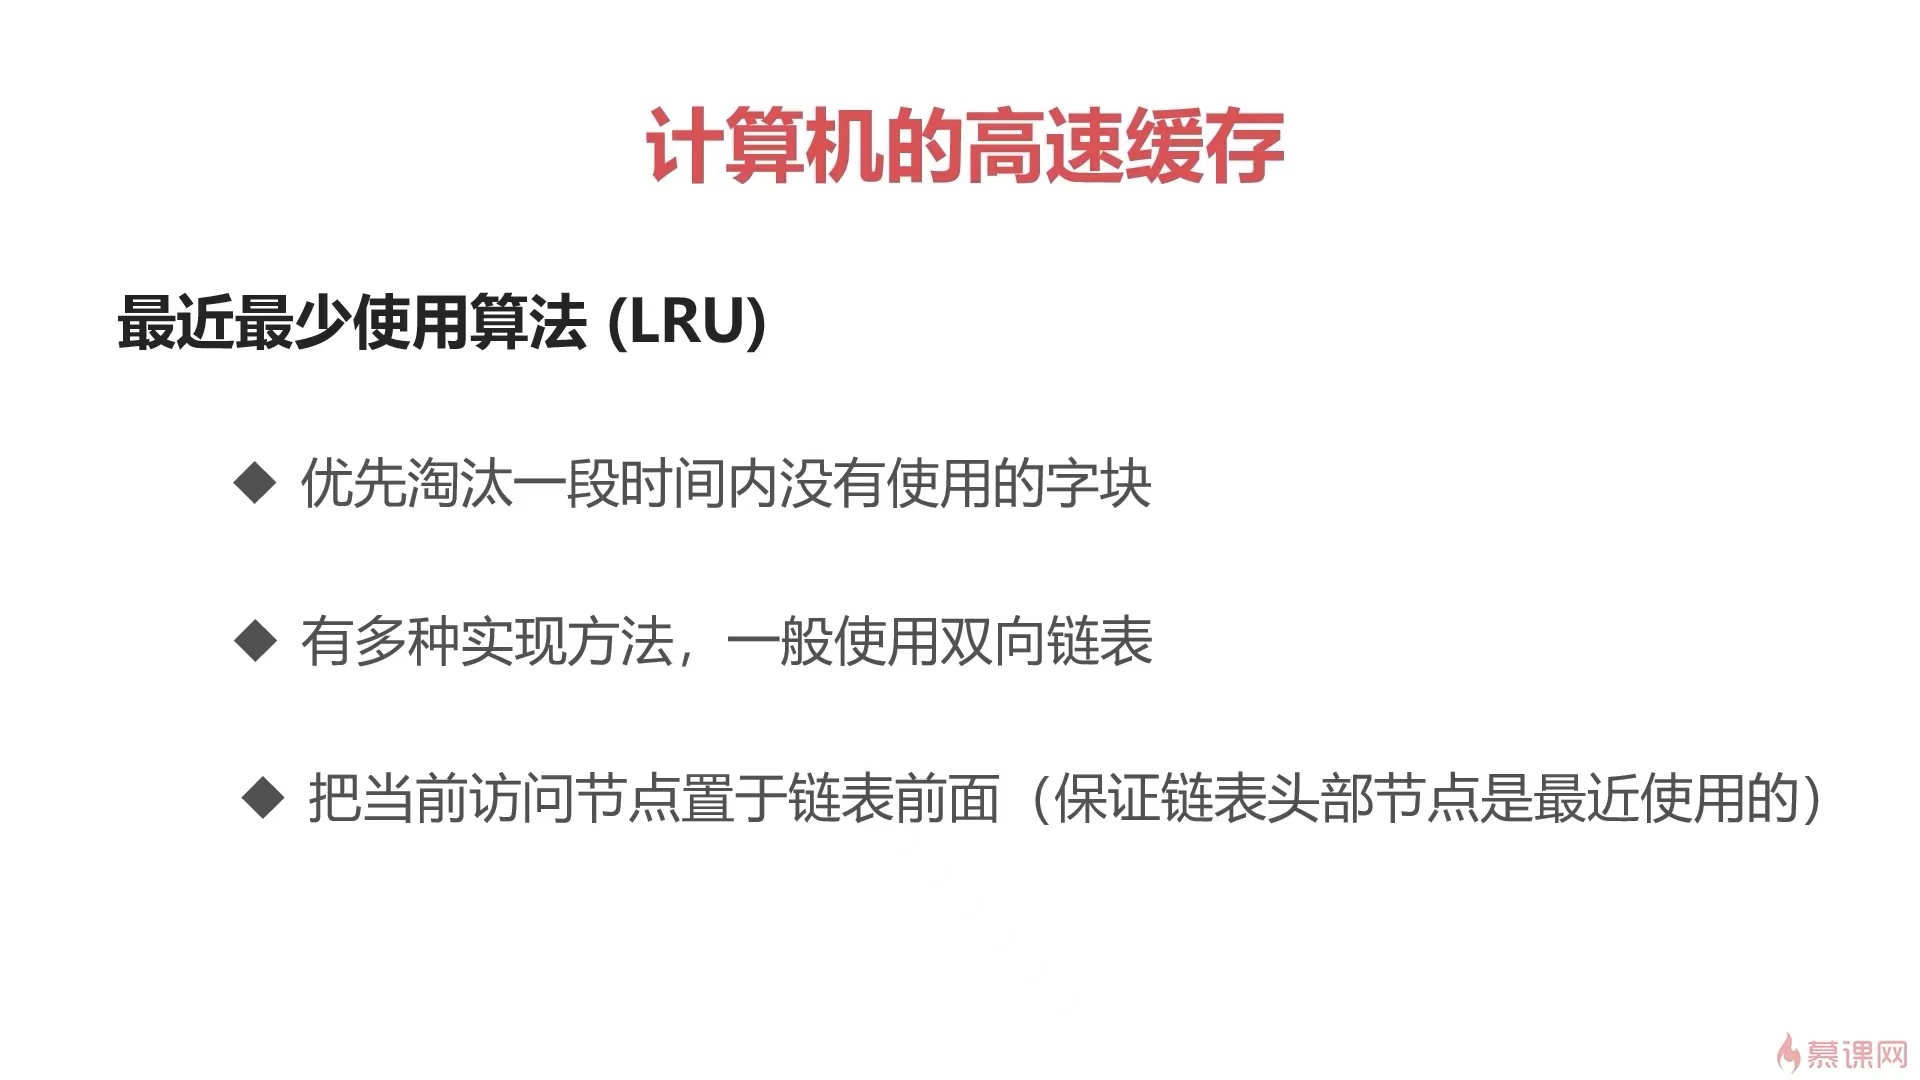 计算机的高速缓存
最近最少使用算法 (LRU)
◆ 优先淘汰一段时间内没有使用的字块
◆ 有多种实现方法，一般使用双向链表
◆ 把当前访问节点置于链表前面（保证链表头部节点是最近使用的）
慕课网